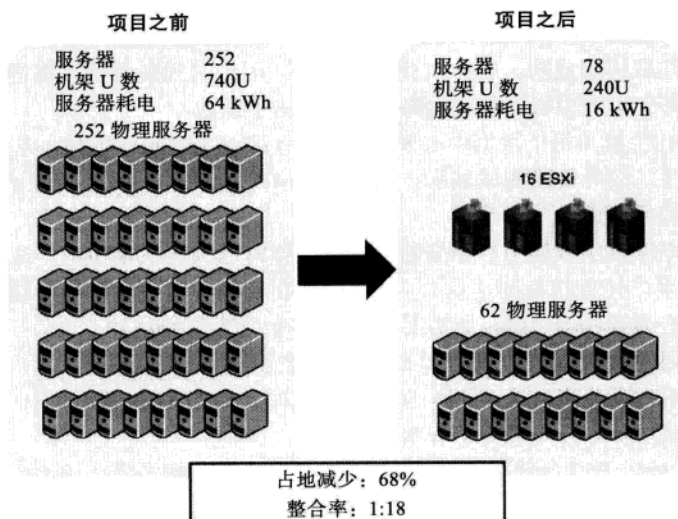 项目之前
服务器 252
机架 U 数 740U
服务器耗电 64 kWh
252 物理服务器
项目之后
服务器 78
机架 U 数 240U
服务器耗电 16 kWh
16 ESXi
62 物理服务器
占地减少：68%
整合率：1:18